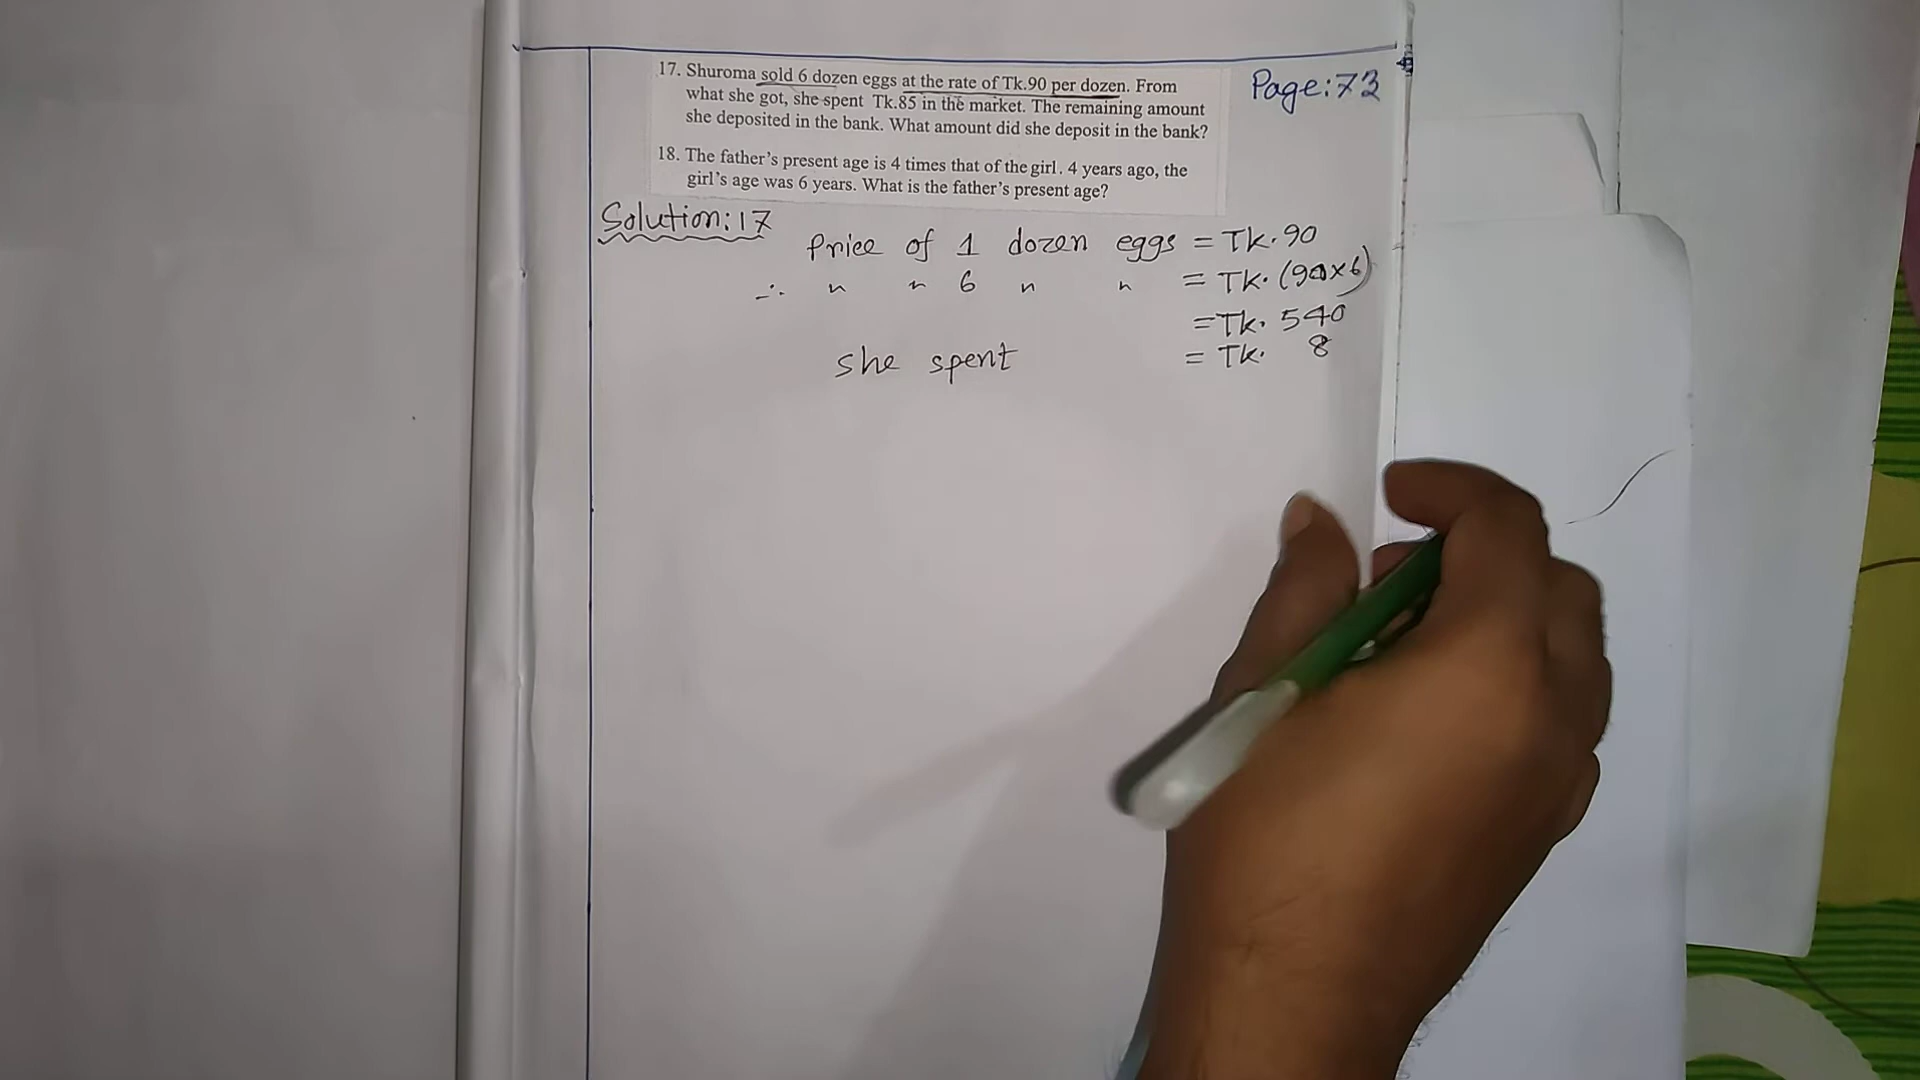 17. Shuroma sold 6 dozen eggs at the rate of Tk.90 per dozen. From
what she got, she spent Tk.85 in the market. The remaining amount
she deposited in the bank. What amount did she deposit in the bank?
Page:73
18. The father's present age is 4 times that of the girl. 4 years ago, the
girl's age was 6 years. What is the father's present age?
Solution:17
Price of 1 dozen eggs = Tk.90
∴ " " 6 " " = Tk. (90×6)
=Tk. 540
she spent = Tk. 8